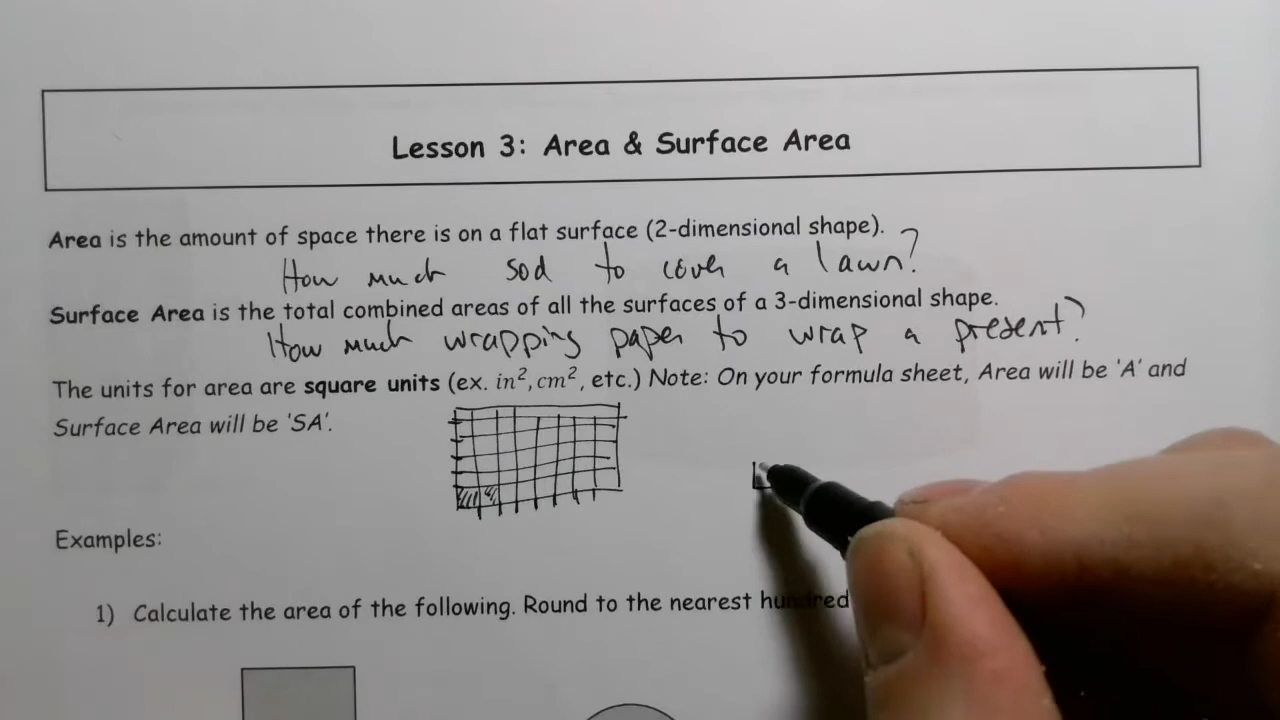 Lesson 3: Area & Surface Area
Area is the amount of space there is on a flat surface (2-dimensional shape).
How much sod to cover a lawn?
Surface Area is the total combined areas of all the surfaces of a 3-dimensional shape.
How much wrapping paper to wrap a present?
The units for area are square units (ex. in², cm², etc.) Note: On your formula sheet, Area will be 'A' and
Surface Area will be 'SA'.
Examples:
1) Calculate the area of the following. Round to the nearest hundred